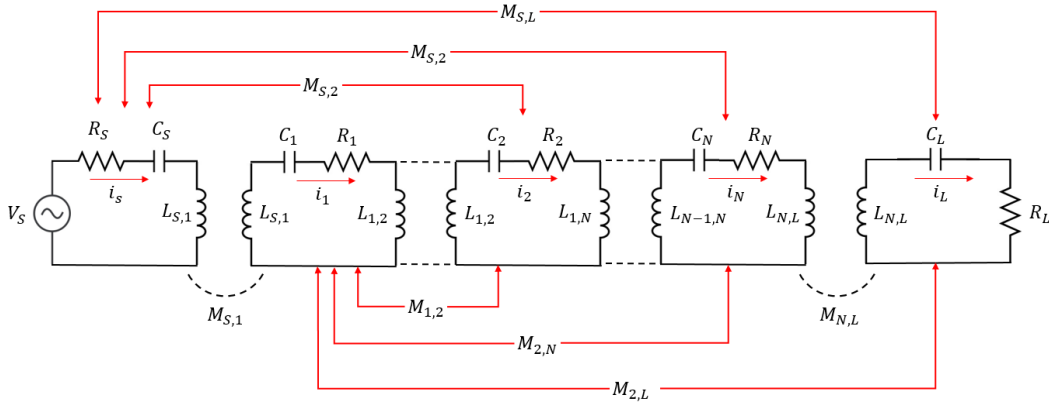 M_{S,L}
M_{S,2}
M_{S,2}
R_S
C_S
C_1
R_1
C_2
R_2
C_N
R_N
C_L
i_s
i_1
i_2
i_N
i_L
V_S
L_{S,1}
L_{S,1}
L_{1,2}
L_{1,2}
L_{1,N}
L_{N-1,N}
L_{N,L}
L_{N,L}
R_L
M_{S,1}
M_{1,2}
M_{N,L}
M_{2,N}
M_{2,L}